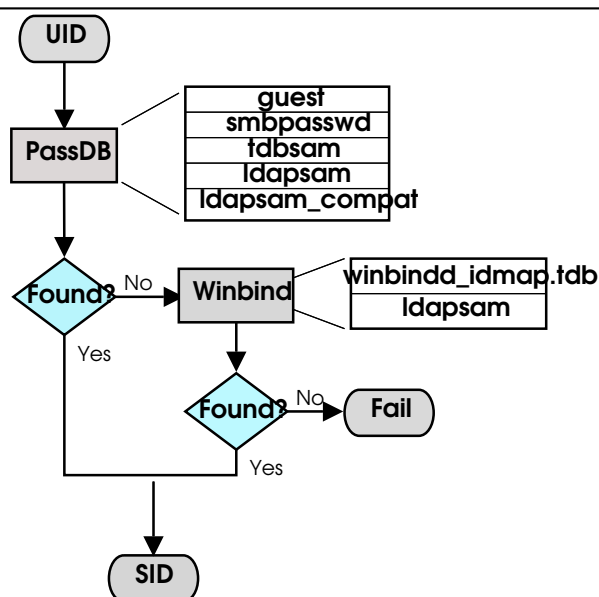 UID
PassDB
guest
smbpasswd
tdbsam
ldapsam
ldapsam_compat
Found?
No
Winbind
winbindd_idmap.tdb
ldapsam
Yes
Found?
No
Fail
Yes
SID